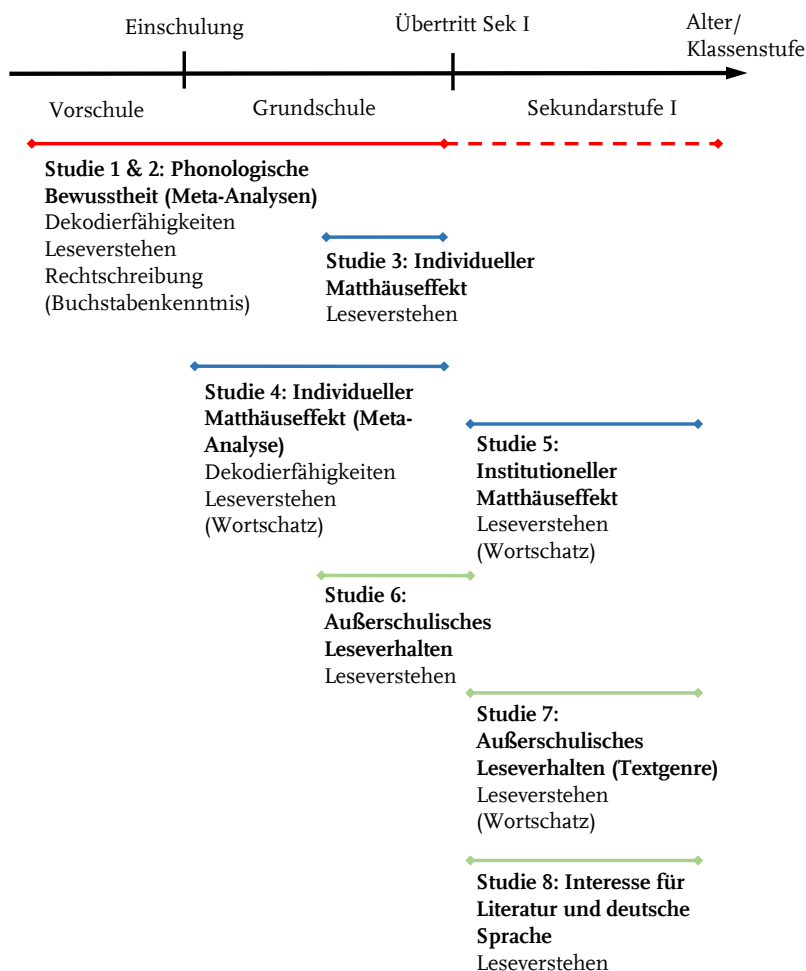 Einschulung
Übertritt Sek I
Alter/
Klassenstufe
Vorschule
Grundschule
Sekundarstufe I
Studie 1 & 2: Phonologische
Bewusstheit (Meta-Analysen)
Dekodierfähigkeiten
Leseverstehen
Rechtschreibung
(Buchstabenkenntnis)
Studie 3: Individueller
Matthäuseffekt
Leseverstehen
Studie 4: Individueller
Matthäuseffekt (Meta-
Analyse)
Dekodierfähigkeiten
Leseverstehen
(Wortschatz)
Studie 5:
Institutioneller
Matthäuseffekt
Leseverstehen
(Wortschatz)
Studie 6:
Außerschulisches
Leseverhalten
Leseverstehen
Studie 7:
Außerschulisches
Leseverhalten (Textgenre)
Leseverstehen
(Wortschatz)
Studie 8: Interesse für
Literatur und deutsche
Sprache
Leseverstehen